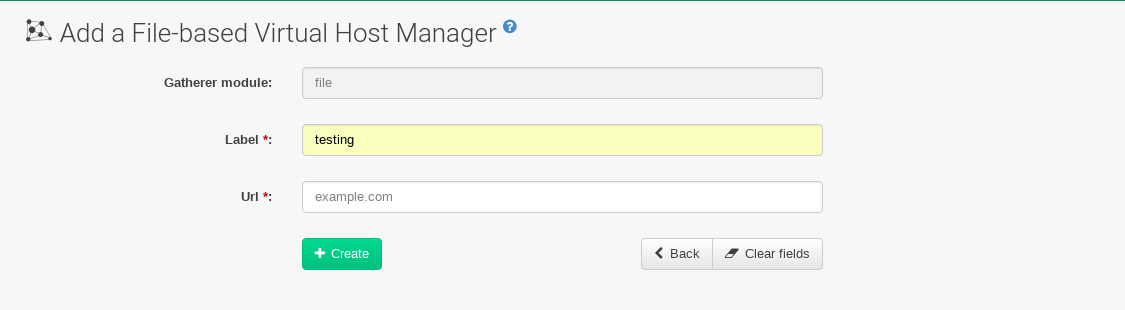 Add a File-based Virtual Host Manager ?
Gatherer module: file
Label *: testing
Url *: example.com
Create Back Clear fields